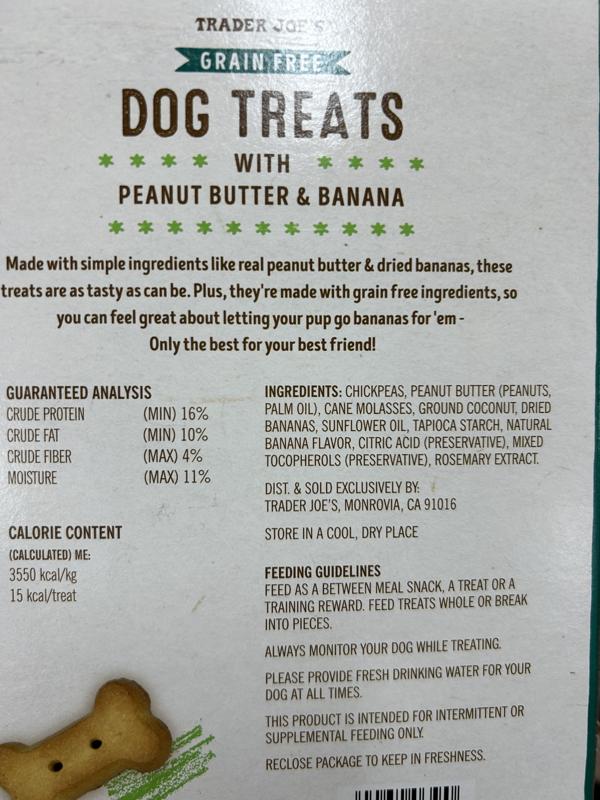 TRADER JOE'S
GRAIN FREE
DOG TREATS
WITH
PEANUT BUTTER & BANANA
Made with simple ingredients like real peanut butter & dried bananas, these
treats are as tasty as can be. Plus, they're made with grain free ingredients, so
you can feel great about letting your pup go bananas for 'em -
Only the best for your best friend!
GUARANTEED ANALYSIS
CRUDE PROTEIN (MIN) 16%
CRUDE FAT (MIN) 10%
CRUDE FIBER (MAX) 4%
MOISTURE (MAX) 11%
CALORIE CONTENT
(CALCULATED) ME:
3550 kcal/kg
15 kcal/treat
INGREDIENTS: CHICKPEAS, PEANUT BUTTER (PEANUTS,
PALM OIL), CANE MOLASSES, GROUND COCONUT, DRIED
BANANAS, SUNFLOWER OIL, TAPIOCA STARCH, NATURAL
BANANA FLAVOR, CITRIC ACID (PRESERVATIVE), MIXED
TOCOPHEROLS (PRESERVATIVE), ROSEMARY EXTRACT.
DIST. & SOLD EXCLUSIVELY BY:
TRADER JOE'S, MONROVIA, CA 91016
STORE IN A COOL, DRY PLACE
FEEDING GUIDELINES
FEED AS A BETWEEN MEAL SNACK, A TREAT OR A
TRAINING REWARD. FEED TREATS WHOLE OR BREAK
INTO PIECES.
ALWAYS MONITOR YOUR DOG WHILE TREATING.
PLEASE PROVIDE FRESH DRINKING WATER FOR YOUR
DOG AT ALL TIMES.
THIS PRODUCT IS INTENDED FOR INTERMITTENT OR
SUPPLEMENTAL FEEDING ONLY.
RECLOSE PACKAGE TO KEEP IN FRESHNESS.